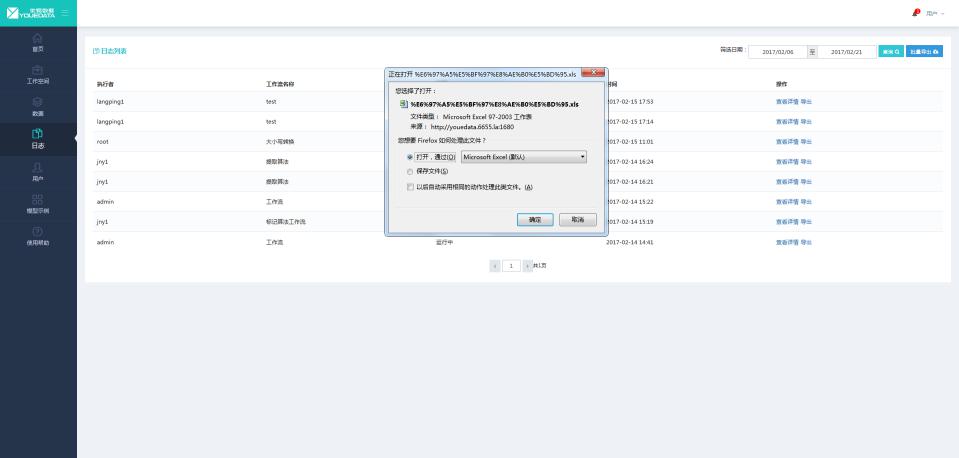 优易数据
YOUEDATA
1
用户
首页
工作空间
数据
日志
用户
模型示例
使用帮助
日志列表
筛选日期： 2017/02/06 至 2017/02/21 查询 批量导出
执行者 工作流名称 时间 操作
langping1 test 2017-02-15 17:53 查看详情 导出
langping1 test 2017-02-15 17:14 查看详情 导出
root 大小写转换 2017-02-15 11:01 查看详情 导出
jny1 提取算法 2017-02-14 16:24 查看详情 导出
jny1 提取算法 2017-02-14 16:21 查看详情 导出
admin 工作流 2017-02-14 15:22 查看详情 导出
jny1 标记算法工作流 2017-02-14 15:19 查看详情 导出
admin 工作流 运行中 2017-02-14 14:41 查看详情 导出
‹ 1 › 共1页
正在打开 %E6%97%A5%E5%BF%97%E8%AE%B0%E5%BD%95.xls
您选择了打开：
%E6%97%A5%E5%BF%97%E8%AE%B0%E5%BD%95.xls
文件类型： Microsoft Excel 97-2003 工作表
来源： http://youedata.6655.la:1680
您想要 Firefox 如何处理此文件？
打开，通过(O) Microsoft Excel (默认)
保存文件(S)
以后自动采用相同的动作处理此类文件。(A)
确定 取消